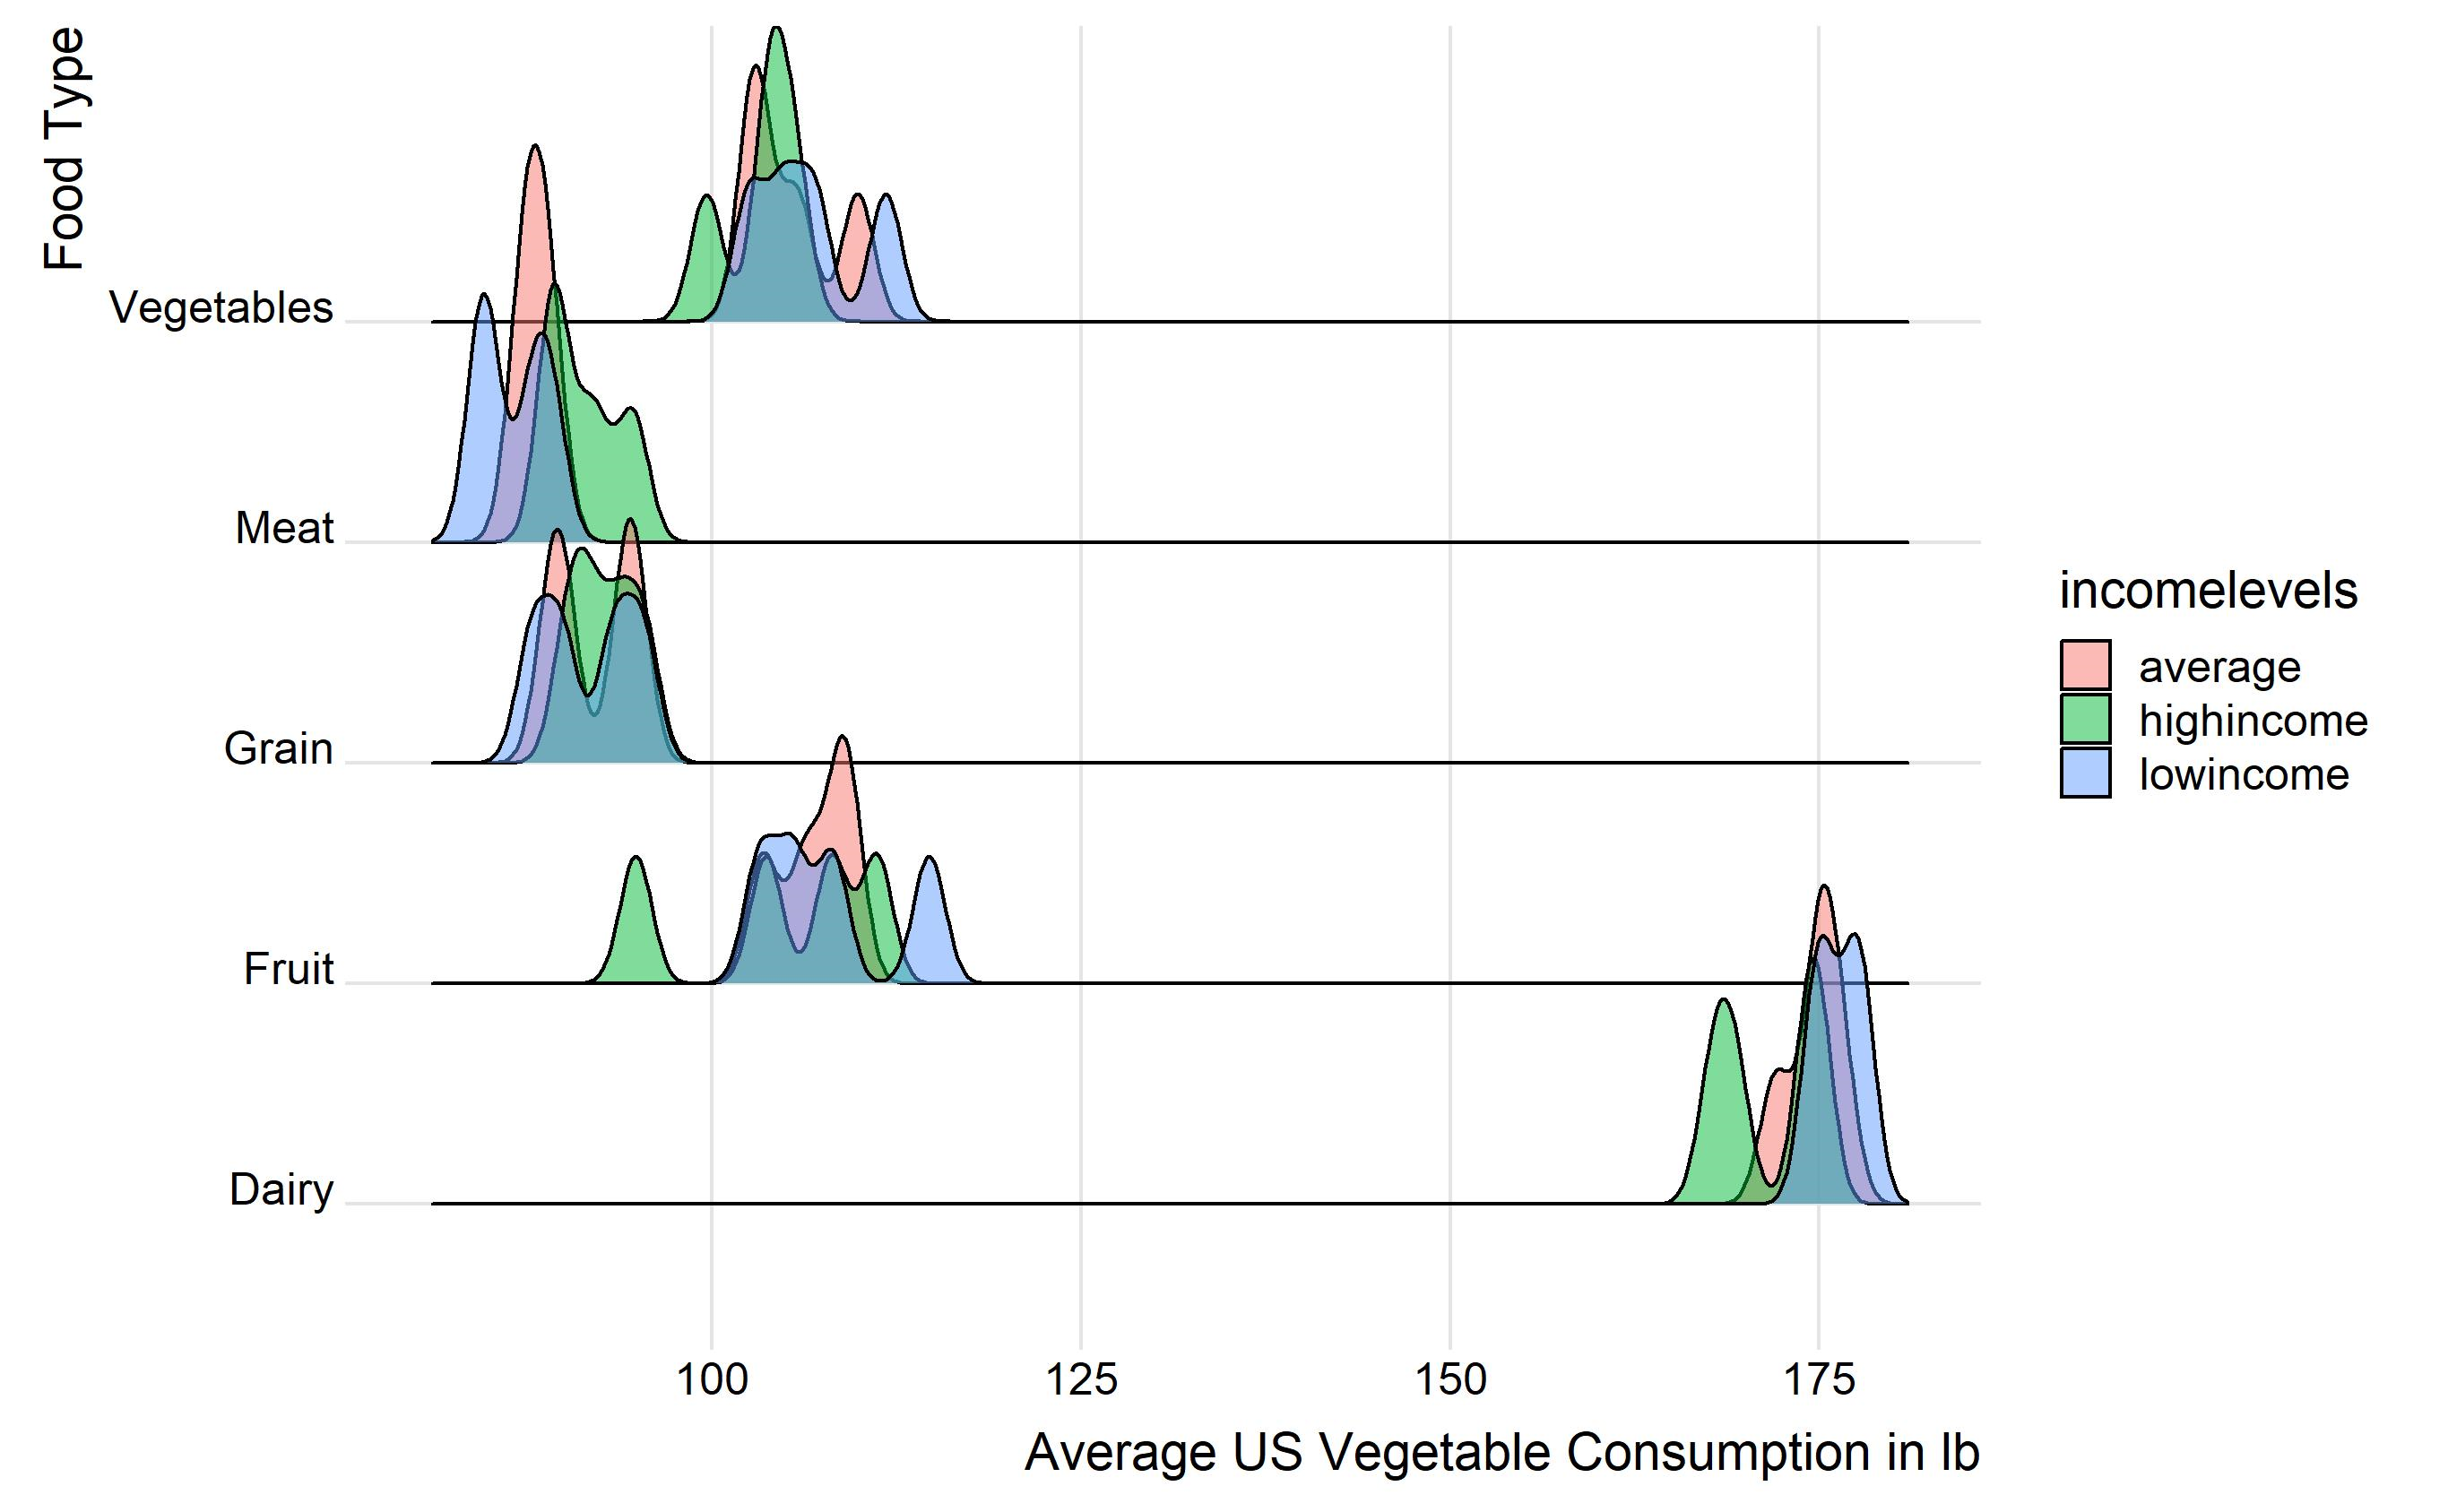 Food Type
Vegetables
Meat
Grain
Fruit
Dairy
100 125 150 175
Average US Vegetable Consumption in lb
incomelevels
average
highincome
lowincome